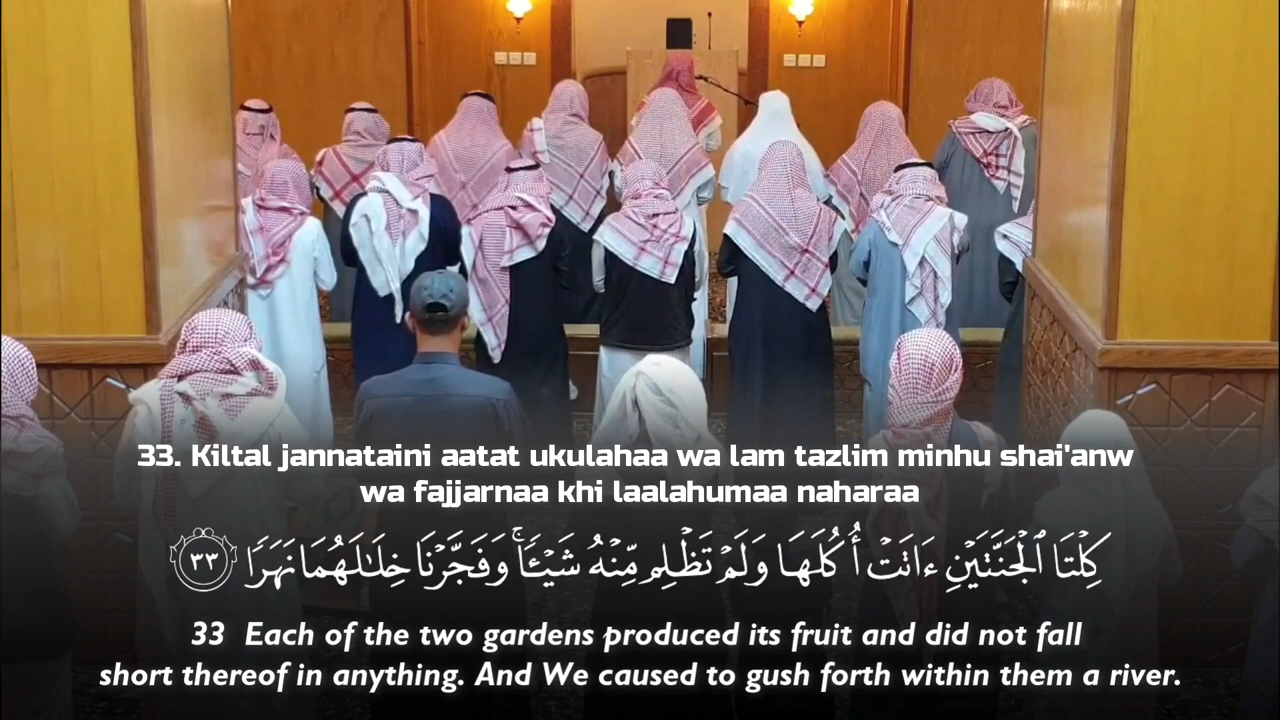 33. Kiltal jannataini aatat ukulahaa wa lam tazlim minhu shai'anw
wa fajjarnaa khi laalahumaa naharaa
كِلْتَا ٱلْجَنَّتَيْنِ ءَاتَتْ أُكُلَهَا وَلَمْ تَظْلِم مِّنْهُ شَيْـًٔا ۚ وَفَجَّرْنَا خِلَـٰلَهُمَا نَهَرًا ٣٣
33 Each of the two gardens produced its fruit and did not fall
short thereof in anything. And We caused to gush forth within them a river.